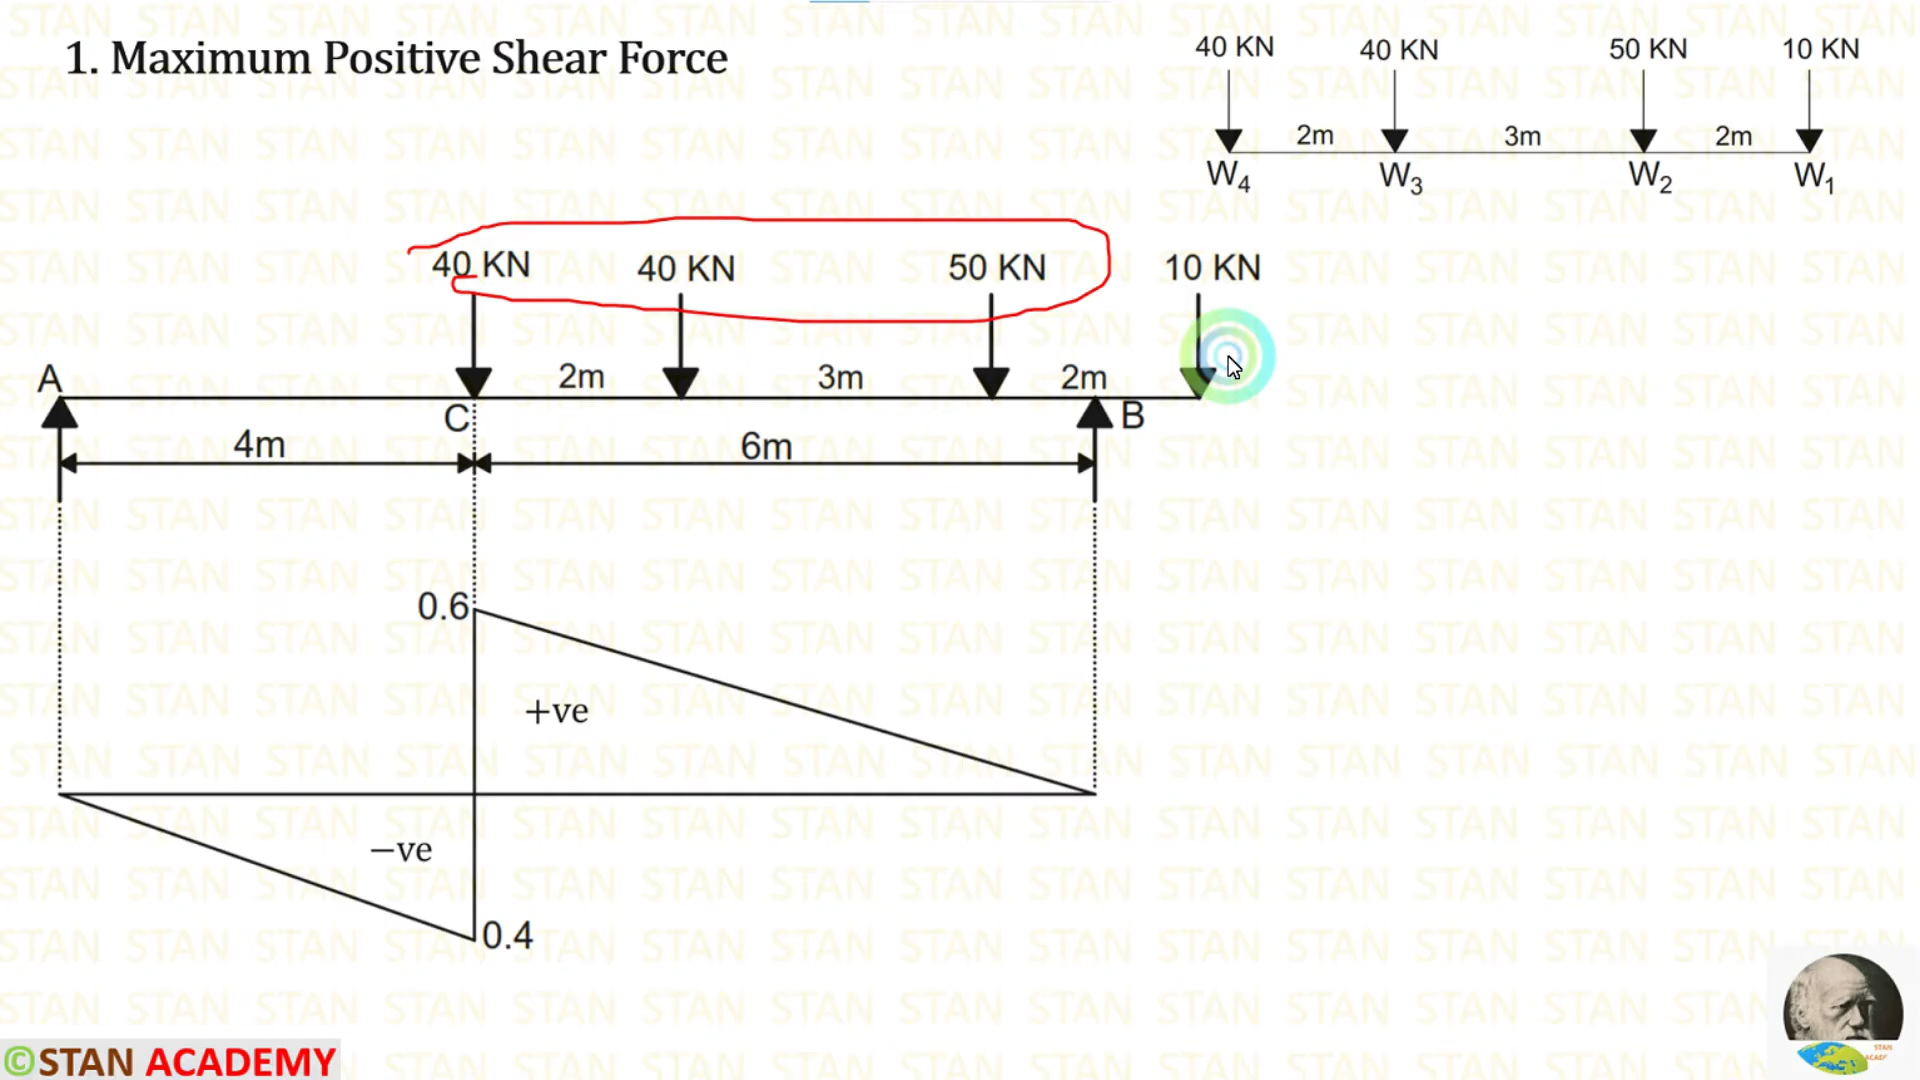 1. Maximum Positive Shear Force
40 KN 40 KN 50 KN 10 KN
2m 3m 2m
W4 W3 W2 W1
40 KN 40 KN 50 KN 10 KN
A 2m 3m 2m
C B
4m 6m
0.6
+ve
−ve
0.4
©STAN ACADEMY